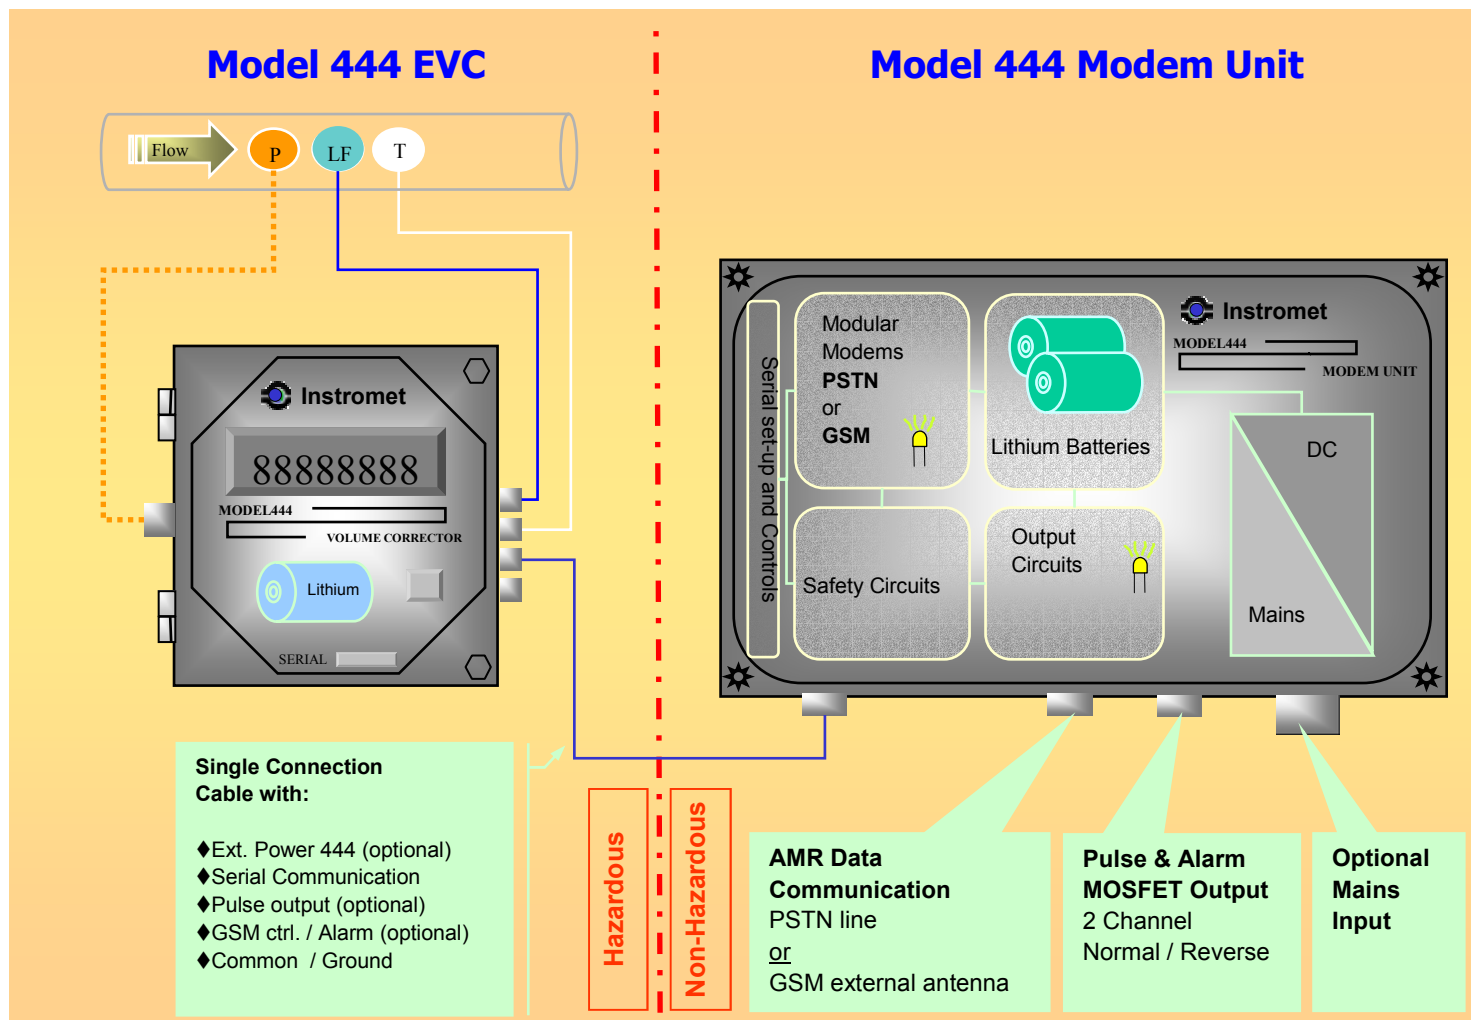 Model 444 EVC
Model 444 Modem Unit
Flow
P
LF
T
Instromet
88888888
MODEL444
VOLUME CORRECTOR
Lithium
SERIAL
Serial set-up and Controls
Modular
Modems
PSTN
or
GSM
Lithium Batteries
Safety Circuits
Output
Circuits
Instromet
MODEL444
MODEM UNIT
DC
Mains
Single Connection
Cable with:
♦Ext. Power 444 (optional)
♦Serial Communication
♦Pulse output (optional)
♦GSM ctrl. / Alarm (optional)
♦Common / Ground
Hazardous
Non-Hazardous
AMR Data
Communication
PSTN line
or
GSM external antenna
Pulse & Alarm
MOSFET Output
2 Channel
Normal / Reverse
Optional
Mains
Input